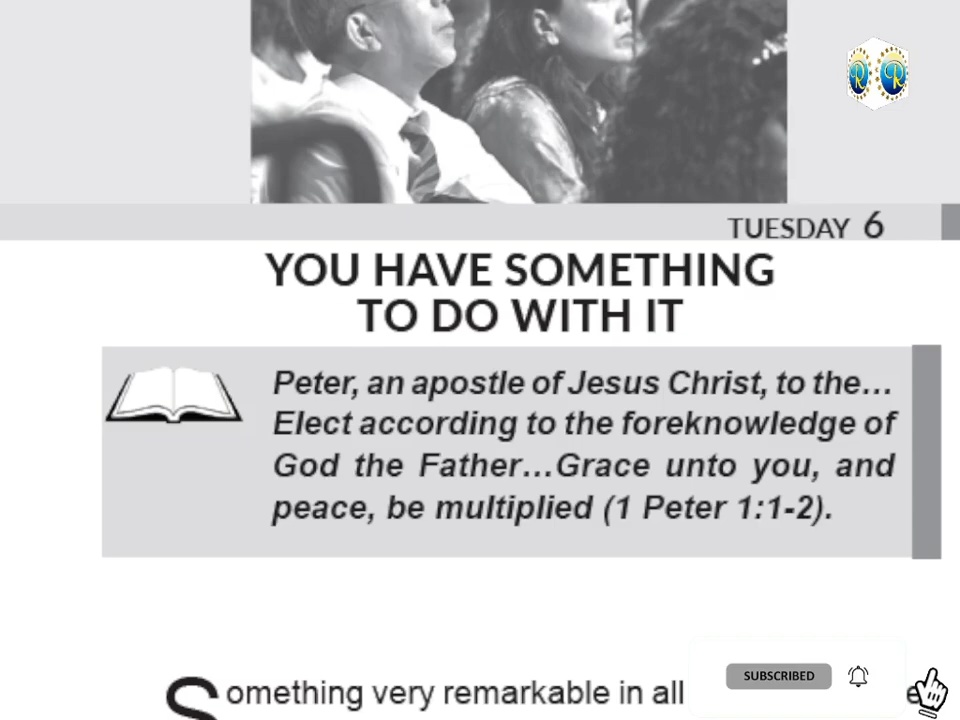 TUESDAY 6
YOU HAVE SOMETHING
TO DO WITH IT
Peter, an apostle of Jesus Christ, to the…
Elect according to the foreknowledge of
God the Father…Grace unto you, and
peace, be multiplied (1 Peter 1:1-2).
Something very remarkable in all
SUBSCRIBED